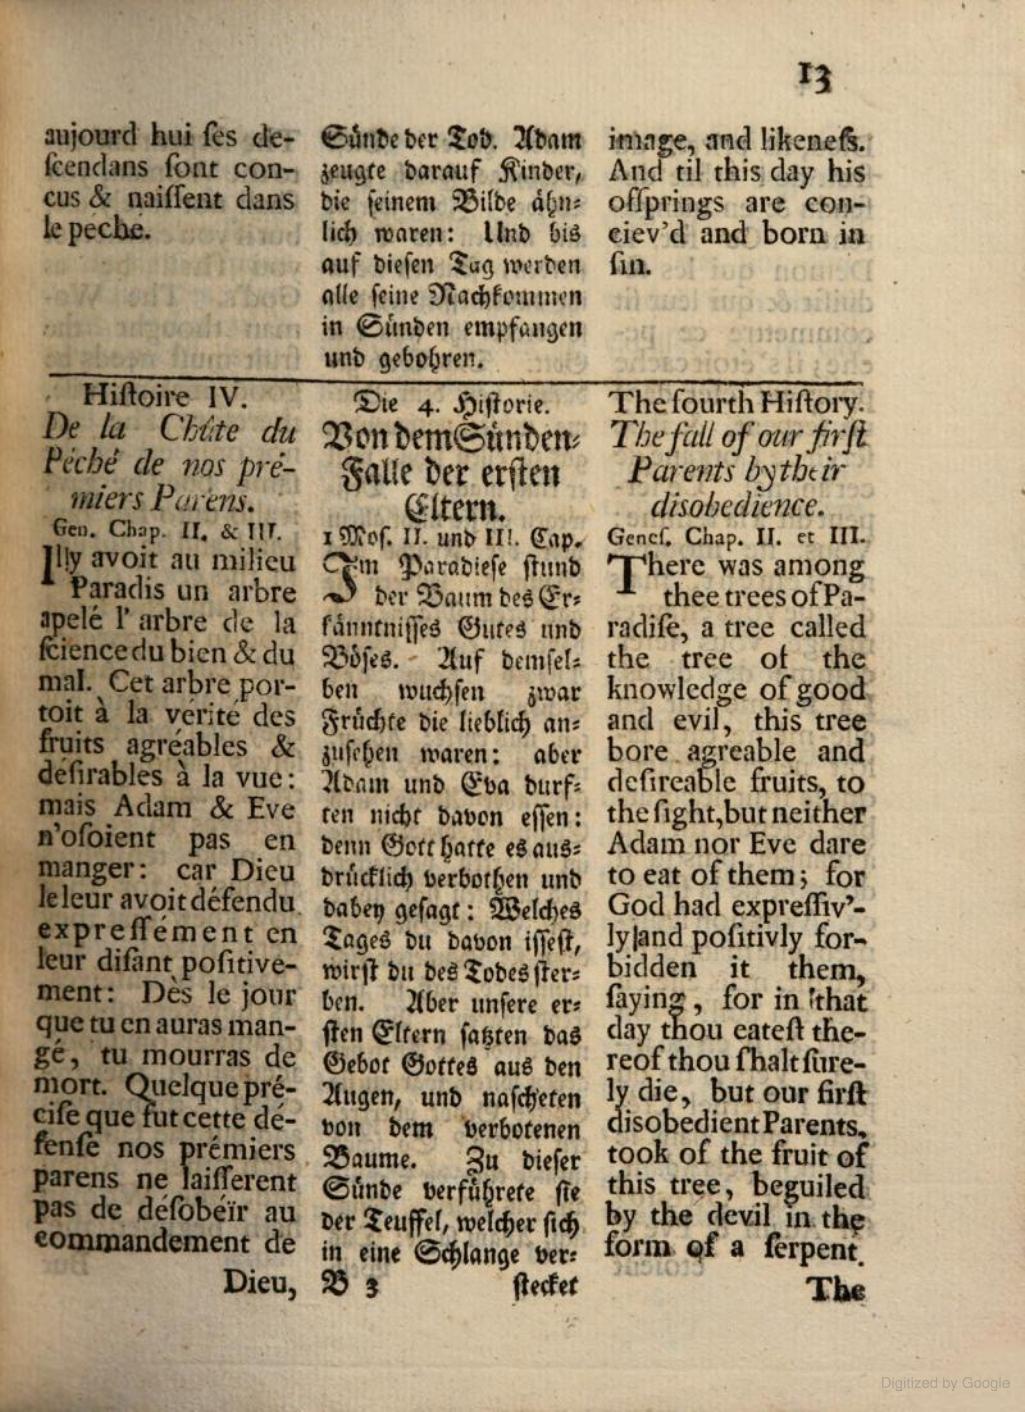 13
aujourd hui ſes de-
ſcendans ſont con-
cus & naiſſent dans
le peché.
Sünde der Tod. Adam
zeugte darauf Kinder,
die ſeinem Bilde ähn⸗
lich waren: Und bis
auf dieſen Tag werden
alle ſeine Nachkommen
in Sünden empfangen
und gebohren.
image, and likeneſs.
And til this day his
offprings are con-
ciev'd and born in
ſin.
Hiſtoire IV.
De la Chûte du
Péché de nos pré-
miers Parens.
Gen. Chap. II. & III.
Il y avoit au milieu
Paradis un arbre
apelé l' arbre de la
ſcience du bien & du
mal. Cet arbre por-
toit à la vérité des
fruits agréables &
déſirables à la vue:
mais Adam & Eve
n'oſoient pas en
manger: car Dieu
le leur avoit défendu
expreſſément en
leur diſant poſitive-
ment: Dès le jour
que tu en auras man-
gé, tu mourras de
mort. Quelque pré-
ciſe que fut cette dé-
fenſe nos prémiers
parens ne laiſſerent
pas de déſobéïr au
commandement de
Dieu,
Die 4. Hiſtorie.
Von dem Sünden⸗
Falle der erſten
Eltern.
1 Moſ. II. und III. Cap.
Im Paradieſe ſtund
der Baum des Er⸗
känntniſſes Gutes und
Böſes. Auf demſel⸗
ben wuchſen zwar
Früchte die lieblich an⸗
zuſehen waren: aber
Adam und Eva durf⸗
ten nicht davon eſſen:
denn Gott hatte es aus⸗
drücklich verbothen und
dabey geſagt: Welches
Tages du davon iſſeſt,
wirſt du des Todes ſter⸗
ben. Aber unſere er⸗
ſten Eltern ſatzten das
Gebot Gottes aus den
Augen, und naſcheten
von dem verbotenen
Baume. Zu dieſer
Sünde verführete ſie
der Teuffel, welcher ſich
in eine Schlange ver⸗
B 3 ſtecket
The fourth Hiſtory.
The fall of our firſt
Parents by their
disobedience.
Geneſ. Chap. II. et III.
There was among
thee trees of Pa-
radiſe, a tree called
the tree of the
knowledge of good
and evil, this tree
bore agreable and
deſireable fruits, to
the ſight, but neither
Adam nor Eve dare
to eat of them; for
God had expreſſiv'-
ly and poſitivly for-
bidden it them,
ſaying, for in that
day thou eateſt the-
reof thou ſhalt ſure-
ly die, but our firſt
disobedient Parents,
took of the fruit of
this tree, beguiled
by the devil in the
form of a ſerpent.
The
Digitized by Google